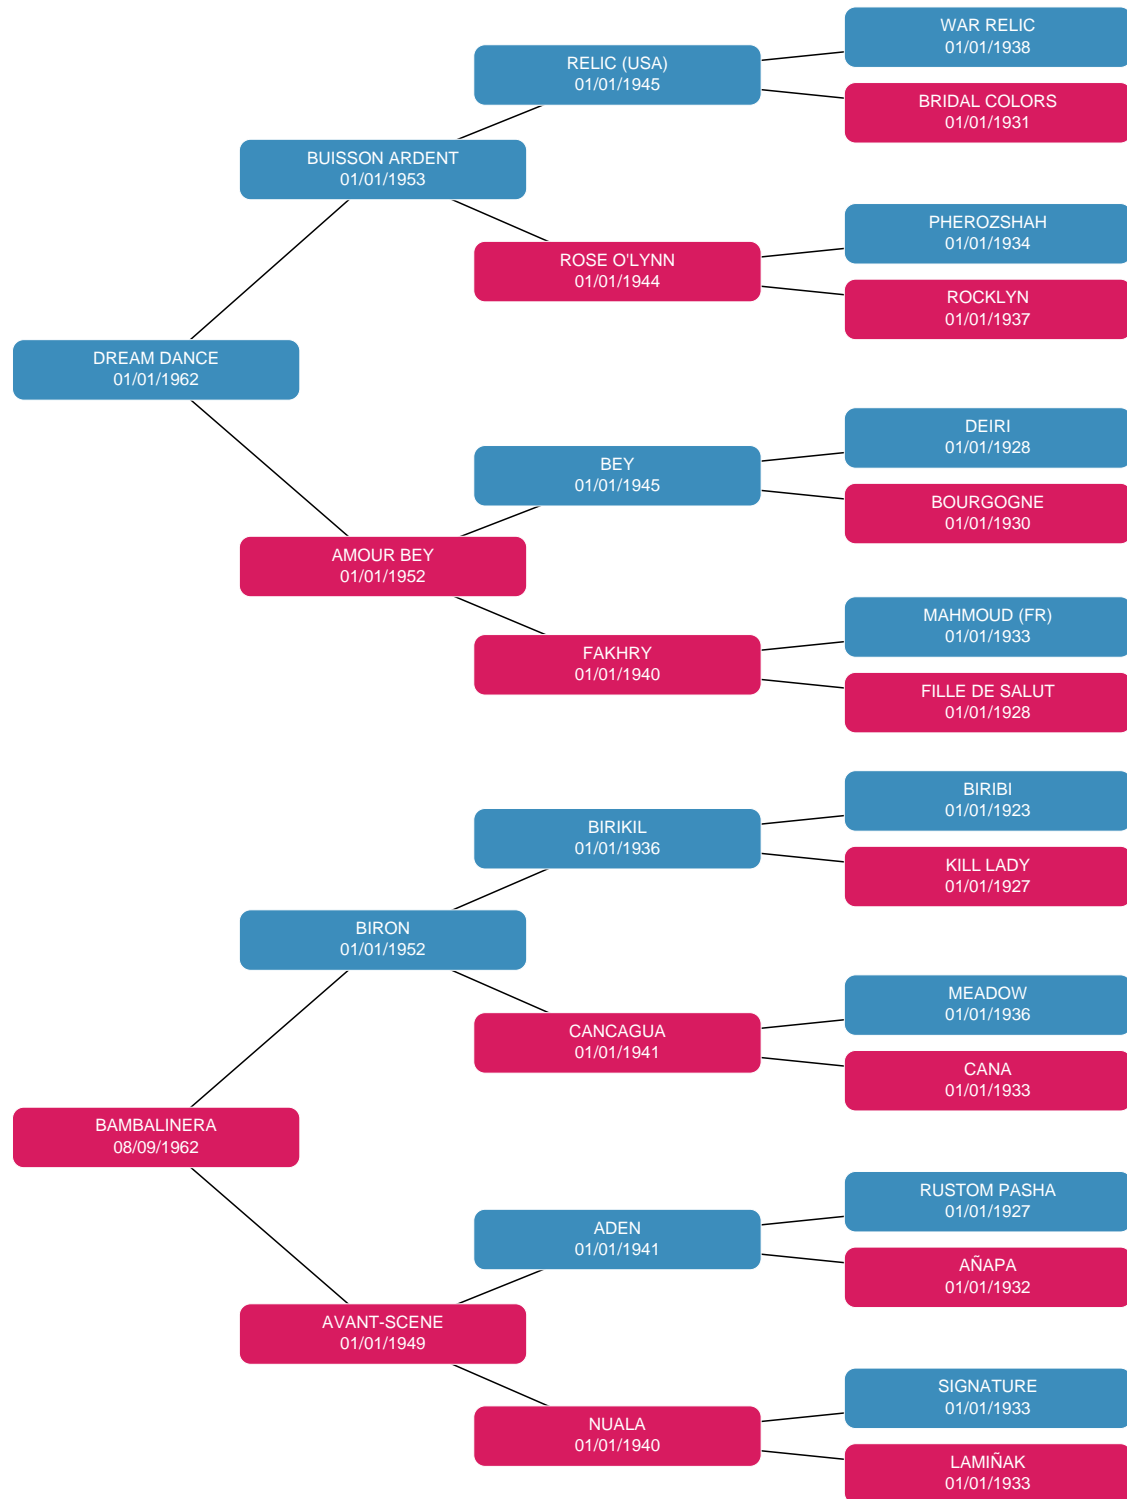 WAR RELIC
01/01/1938
RELIC (USA)
01/01/1945
BRIDAL COLORS
01/01/1931
BUISSON ARDENT
01/01/1953
PHEROZSHAH
01/01/1934
ROSE O'LYNN
01/01/1944
ROCKLYN
01/01/1937
DREAM DANCE
01/01/1962
DEIRI
01/01/1928
BEY
01/01/1945
BOURGOGNE
01/01/1930
AMOUR BEY
01/01/1952
MAHMOUD (FR)
01/01/1933
FAKHRY
01/01/1940
FILLE DE SALUT
01/01/1928
BIRIBI
01/01/1923
BIRIKIL
01/01/1936
KILL LADY
01/01/1927
BIRON
01/01/1952
MEADOW
01/01/1936
CANCAGUA
01/01/1941
CANA
01/01/1933
BAMBALINERA
08/09/1962
RUSTOM PASHA
01/01/1927
ADEN
01/01/1941
AÑAPA
01/01/1932
AVANT-SCENE
01/01/1949
SIGNATURE
01/01/1933
NUALA
01/01/1940
LAMIÑAK
01/01/1933